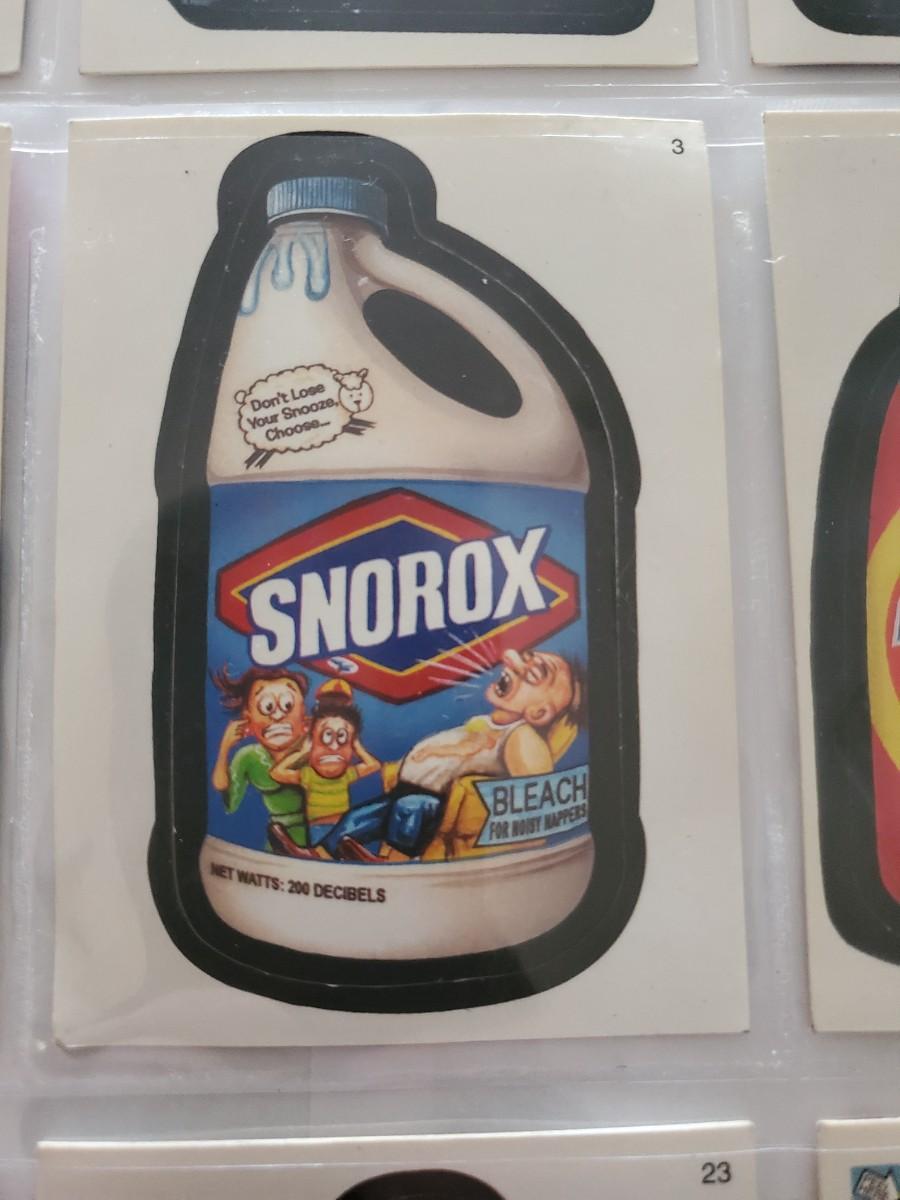 3
Don't Lose
Your Snooze,
Choose...
SNOROX
BLEACH
FOR NOISY NAPPERS
NET WATTS: 200 DECIBELS
23